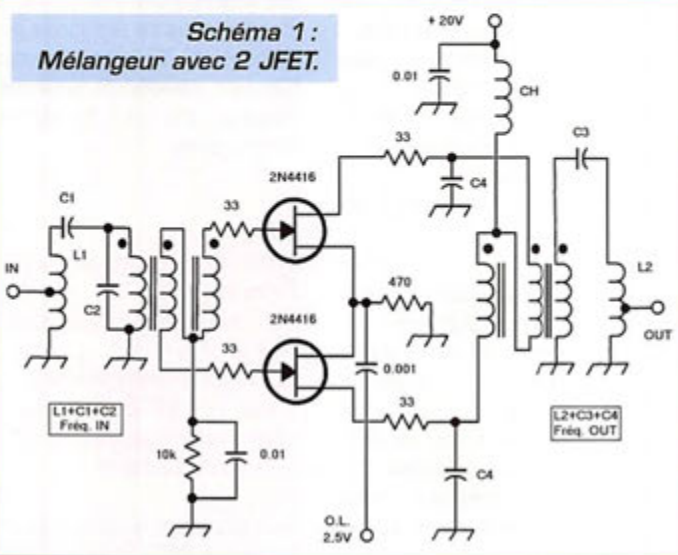 Schéma 1:
Mélangeur avec 2 JFET.
+ 20V
0.01
CH
33
C3
2N4416
C4
C1
33
IN
L1
C2
470
L2
OUT
2N4416
33
0.001
33
L1+C1+C2
Fréq. IN
L2+C3+C4
Fréq. OUT
10k
0.01
C4
O.L.
2.5V